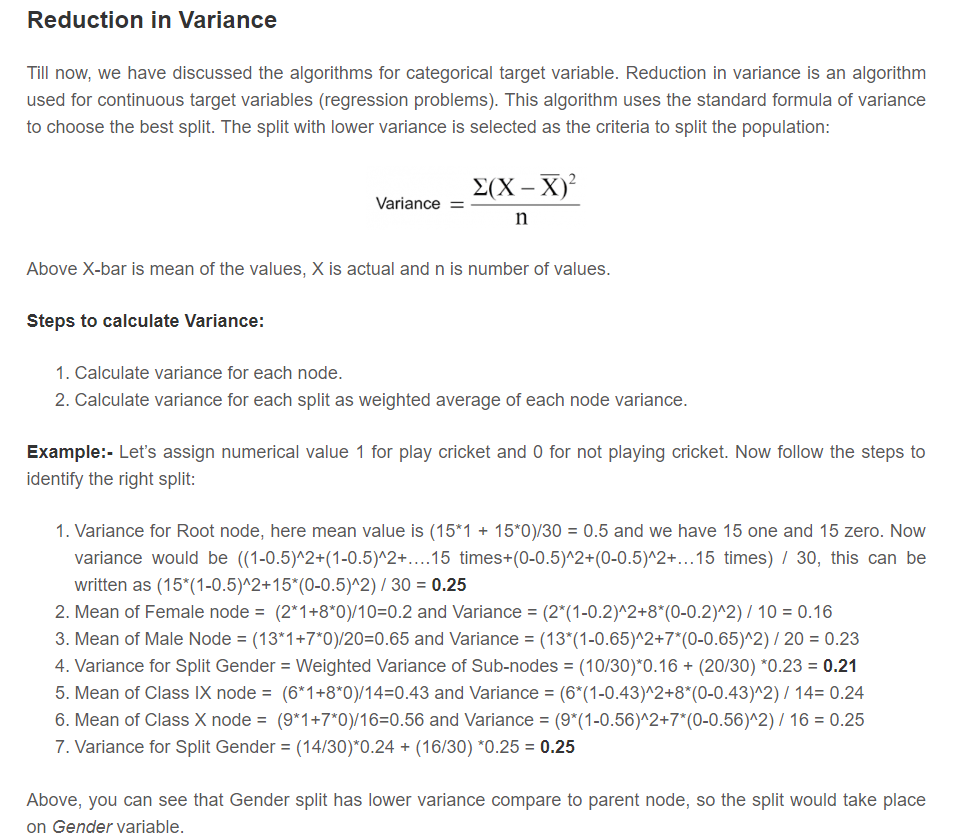 Reduction in Variance
Till now, we have discussed the algorithms for categorical target variable. Reduction in variance is an algorithm
used for continuous target variables (regression problems). This algorithm uses the standard formula of variance
to choose the best split. The split with lower variance is selected as the criteria to split the population:
Variance = Σ(X – X̅)² / n
Above X-bar is mean of the values, X is actual and n is number of values.
Steps to calculate Variance:
1. Calculate variance for each node.
2. Calculate variance for each split as weighted average of each node variance.
Example:- Let’s assign numerical value 1 for play cricket and 0 for not playing cricket. Now follow the steps to
identify the right split:
1. Variance for Root node, here mean value is (15*1 + 15*0)/30 = 0.5 and we have 15 one and 15 zero. Now
variance would be ((1-0.5)^2+(1-0.5)^2+….15 times+(0-0.5)^2+(0-0.5)^2+…15 times) / 30, this can be
written as (15*(1-0.5)^2+15*(0-0.5)^2) / 30 = 0.25
2. Mean of Female node = (2*1+8*0)/10=0.2 and Variance = (2*(1-0.2)^2+8*(0-0.2)^2) / 10 = 0.16
3. Mean of Male Node = (13*1+7*0)/20=0.65 and Variance = (13*(1-0.65)^2+7*(0-0.65)^2) / 20 = 0.23
4. Variance for Split Gender = Weighted Variance of Sub-nodes = (10/30)*0.16 + (20/30) *0.23 = 0.21
5. Mean of Class IX node = (6*1+8*0)/14=0.43 and Variance = (6*(1-0.43)^2+8*(0-0.43)^2) / 14= 0.24
6. Mean of Class X node = (9*1+7*0)/16=0.56 and Variance = (9*(1-0.56)^2+7*(0-0.56)^2) / 16 = 0.25
7. Variance for Split Gender = (14/30)*0.24 + (16/30) *0.25 = 0.25
Above, you can see that Gender split has lower variance compare to parent node, so the split would take place
on Gender variable.